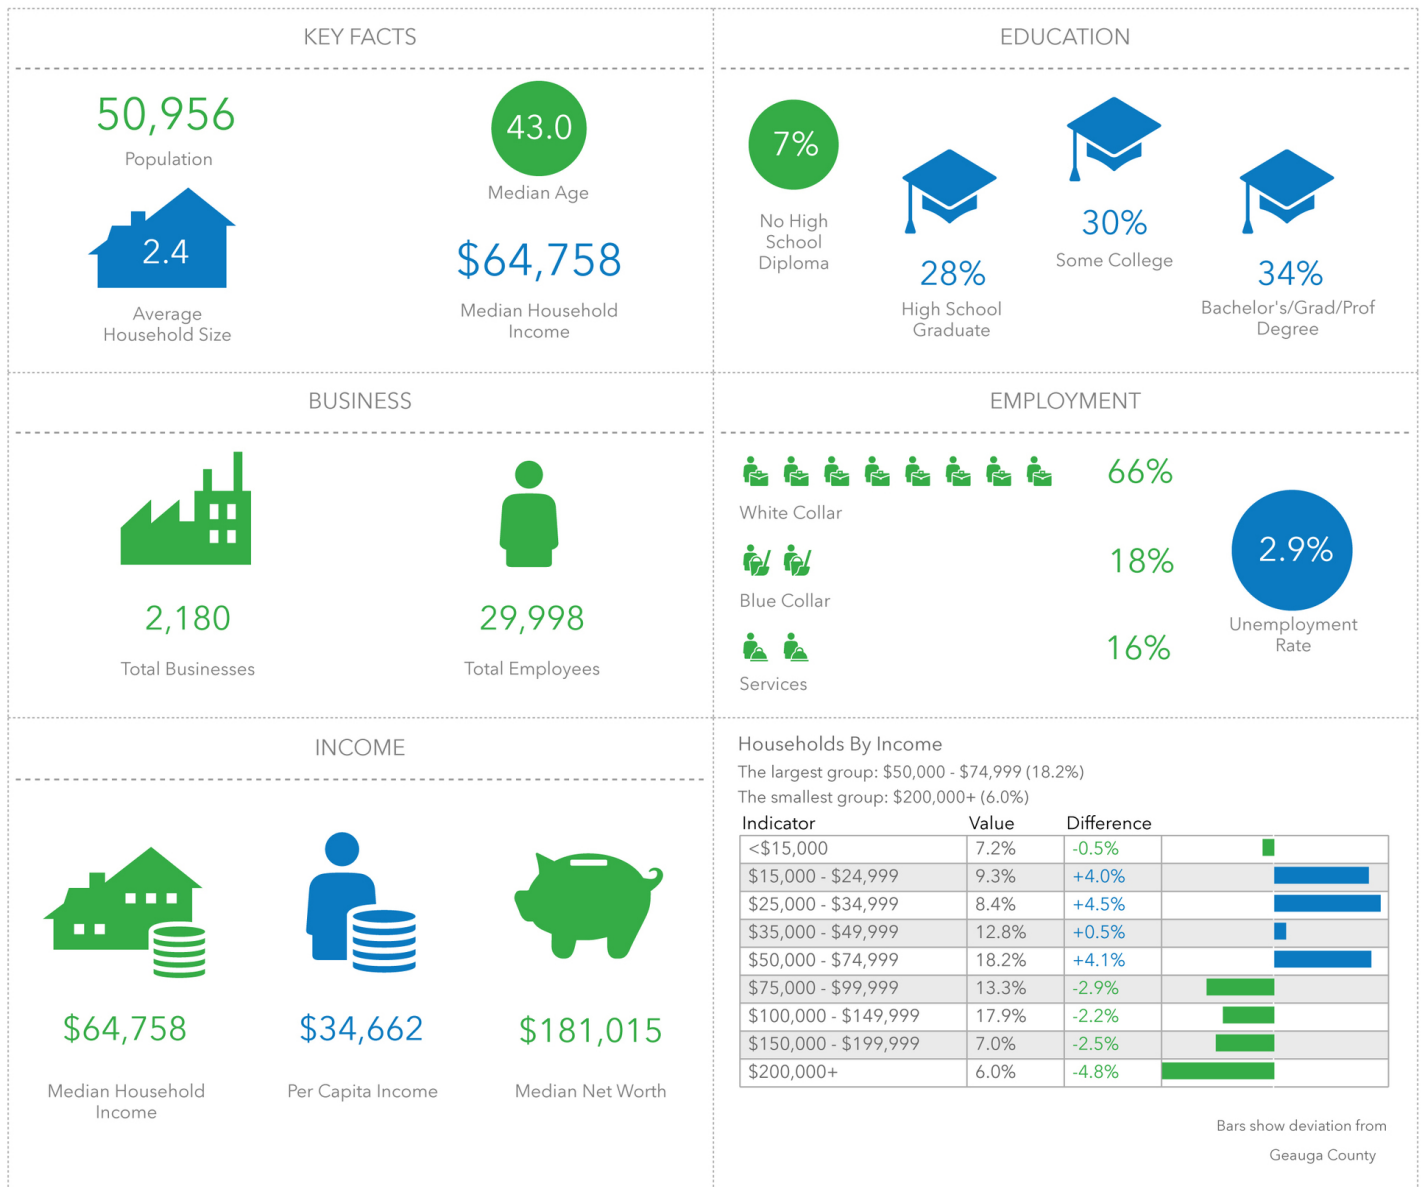 KEY FACTS
50,956
Population
43.0
Median Age
2.4
Average
Household Size
$64,758
Median Household
Income
EDUCATION
7%
No High
School
Diploma
28%
High School
Graduate
30%
Some College
34%
Bachelor's/Grad/Prof
Degree
BUSINESS
2,180
Total Businesses
29,998
Total Employees
EMPLOYMENT
66%
White Collar
18%
Blue Collar
16%
Services
2.9%
Unemployment
Rate
INCOME
$64,758
Median Household
Income
$34,662
Per Capita Income
$181,015
Median Net Worth
Households By Income
The largest group: $50,000 - $74,999 (18.2%)
The smallest group: $200,000+ (6.0%)
Indicator Value Difference
<$15,000 7.2% -0.5%
$15,000 - $24,999 9.3% +4.0%
$25,000 - $34,999 8.4% +4.5%
$35,000 - $49,999 12.8% +0.5%
$50,000 - $74,999 18.2% +4.1%
$75,000 - $99,999 13.3% -2.9%
$100,000 - $149,999 17.9% -2.2%
$150,000 - $199,999 7.0% -2.5%
$200,000+ 6.0% -4.8%
Bars show deviation from
Geauga County